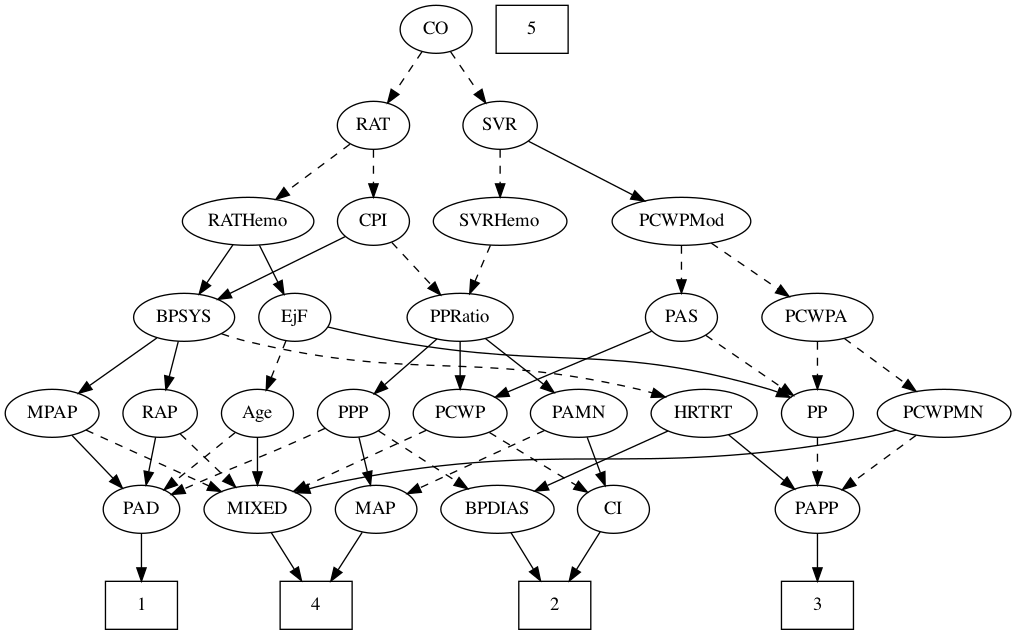 CO
5
RAT
SVR
RATHemo
CPI
SVRHemo
PCWPMod
BPSYS
EjF
PPRatio
PAS
PCWPA
MPAP
RAP
Age
PPP
PCWP
PAMN
HRTRT
PP
PCWPMN
PAD
MIXED
MAP
BPDIAS
CI
PAPP
1
4
2
3